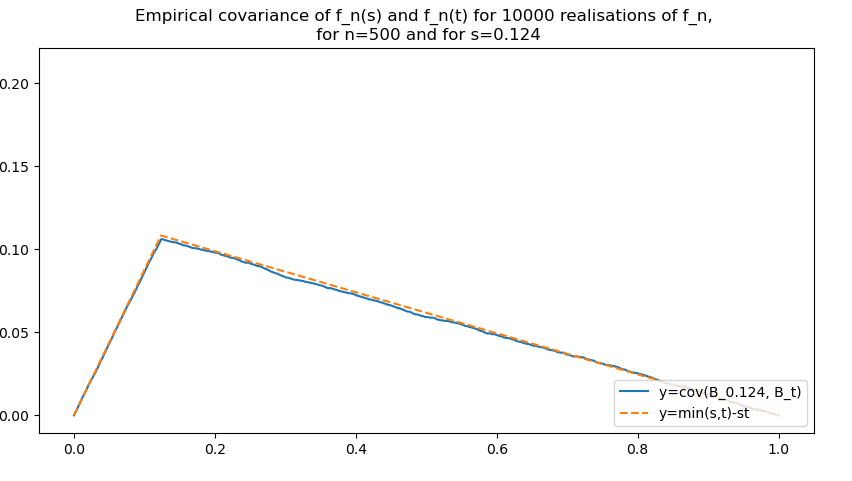 Empirical covariance of f_n(s) and f_n(t) for 10000 realisations of f_n,
for n=500 and for s=0.124
0.20
0.15
0.10
0.05
0.00
y=cov(B_0.124, B_t)
y=min(s,t)-st
0.0 0.2 0.4 0.6 0.8 1.0